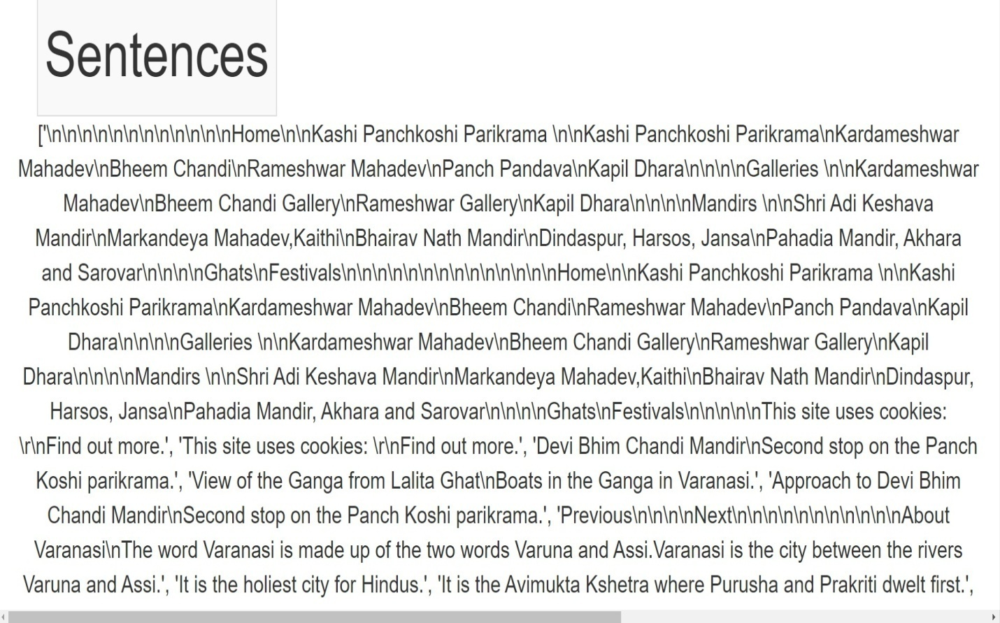 Sentences
['\n\n\n\n\n\n\n\n\n\n\n\nHome\n\nKashi Panchkoshi Parikrama \n\nKashi Panchkoshi Parikrama\nKardameshwar
Mahadev\nBheem Chandi\nRameshwar Mahadev\nPanch Pandava\nKapil Dhara\n\n\n\nGalleries \n\nKardameshwar
Mahadev\nBheem Chandi Gallery\nRameshwar Gallery\nKapil Dhara\n\n\n\nMandirs \n\nShri Adi Keshava
Mandir\nMarkandeya Mahadev,Kaithi\nBhairav Nath Mandir\nDindaspur, Harsos, Jansa\nPahadia Mandir, Akhara
and Sarovar\n\n\n\nGhats\nFestivals\n\n\n\n\n\n\n\n\n\n\n\n\n\nHome\n\nKashi Panchkoshi Parikrama \n\nKashi
Panchkoshi Parikrama\nKardameshwar Mahadev\nBheem Chandi\nRameshwar Mahadev\nPanch Pandava\nKapil
Dhara\n\n\n\nGalleries \n\nKardameshwar Mahadev\nBheem Chandi Gallery\nRameshwar Gallery\nKapil
Dhara\n\n\n\nMandirs \n\nShri Adi Keshava Mandir\nMarkandeya Mahadev,Kaithi\nBhairav Nath Mandir\nDindaspur,
Harsos, Jansa\nPahadia Mandir, Akhara and Sarovar\n\n\n\nGhats\nFestivals\n\n\n\n\nThis site uses cookies:
\r\nFind out more.', 'This site uses cookies: \r\nFind out more.', 'Devi Bhim Chandi Mandir\nSecond stop on the Panch
Koshi parikrama.', 'View of the Ganga from Lalita Ghat\nBoats in the Ganga in Varanasi.', 'Approach to Devi Bhim
Chandi Mandir\nSecond stop on the Panch Koshi parikrama.', 'Previous\n\n\n\nNext\n\n\n\n\n\n\n\n\n\n\nAbout
Varanasi\nThe word Varanasi is made up of the two words Varuna and Assi.Varanasi is the city between the rivers
Varuna and Assi.', 'It is the holiest city for Hindus.', 'It is the Avimukta Kshetra where Purusha and Prakriti dwelt first.',